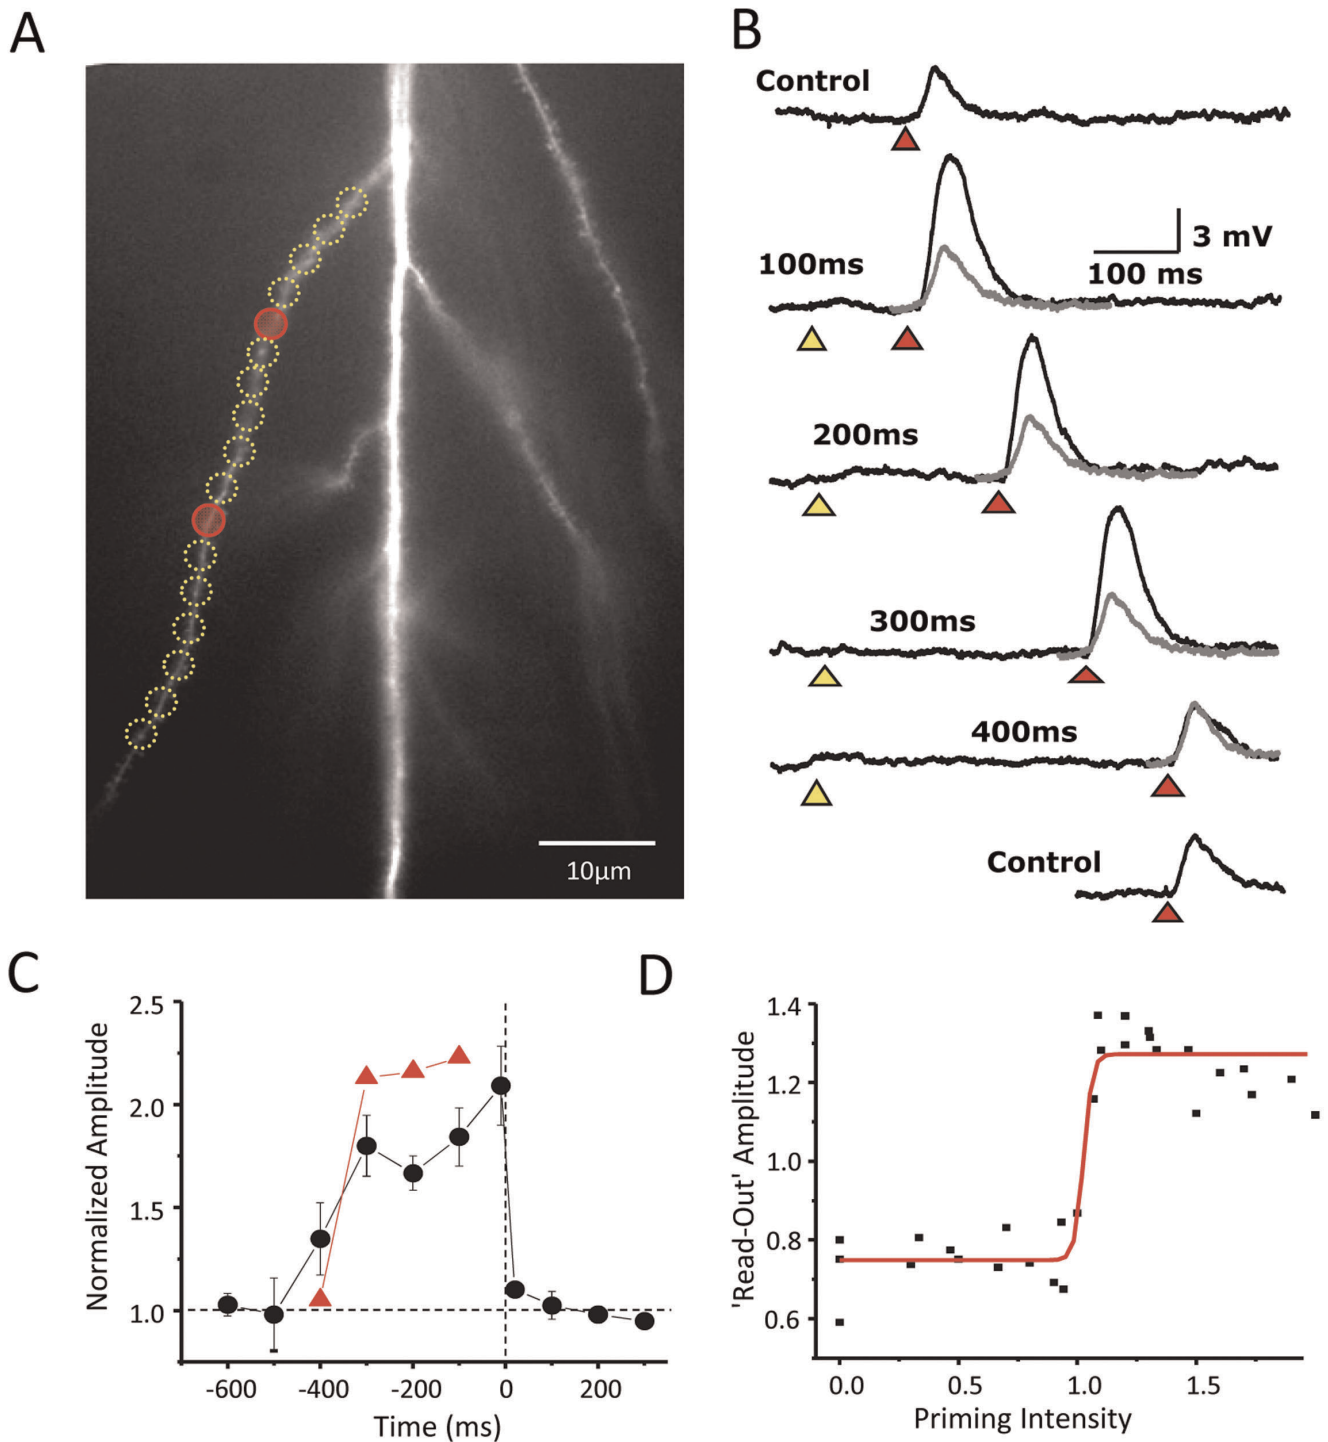 A
B
Control
3 mV
100ms
100 ms
200ms
300ms
400ms
10µm
Control
C
D
2.5
2.0
1.5
1.0
Normalized Amplitude
-600
-400
-200
0
200
Time (ms)
1.4
1.2
1.0
0.8
0.6
'Read-Out' Amplitude
0.0
0.5
1.0
1.5
Priming Intensity